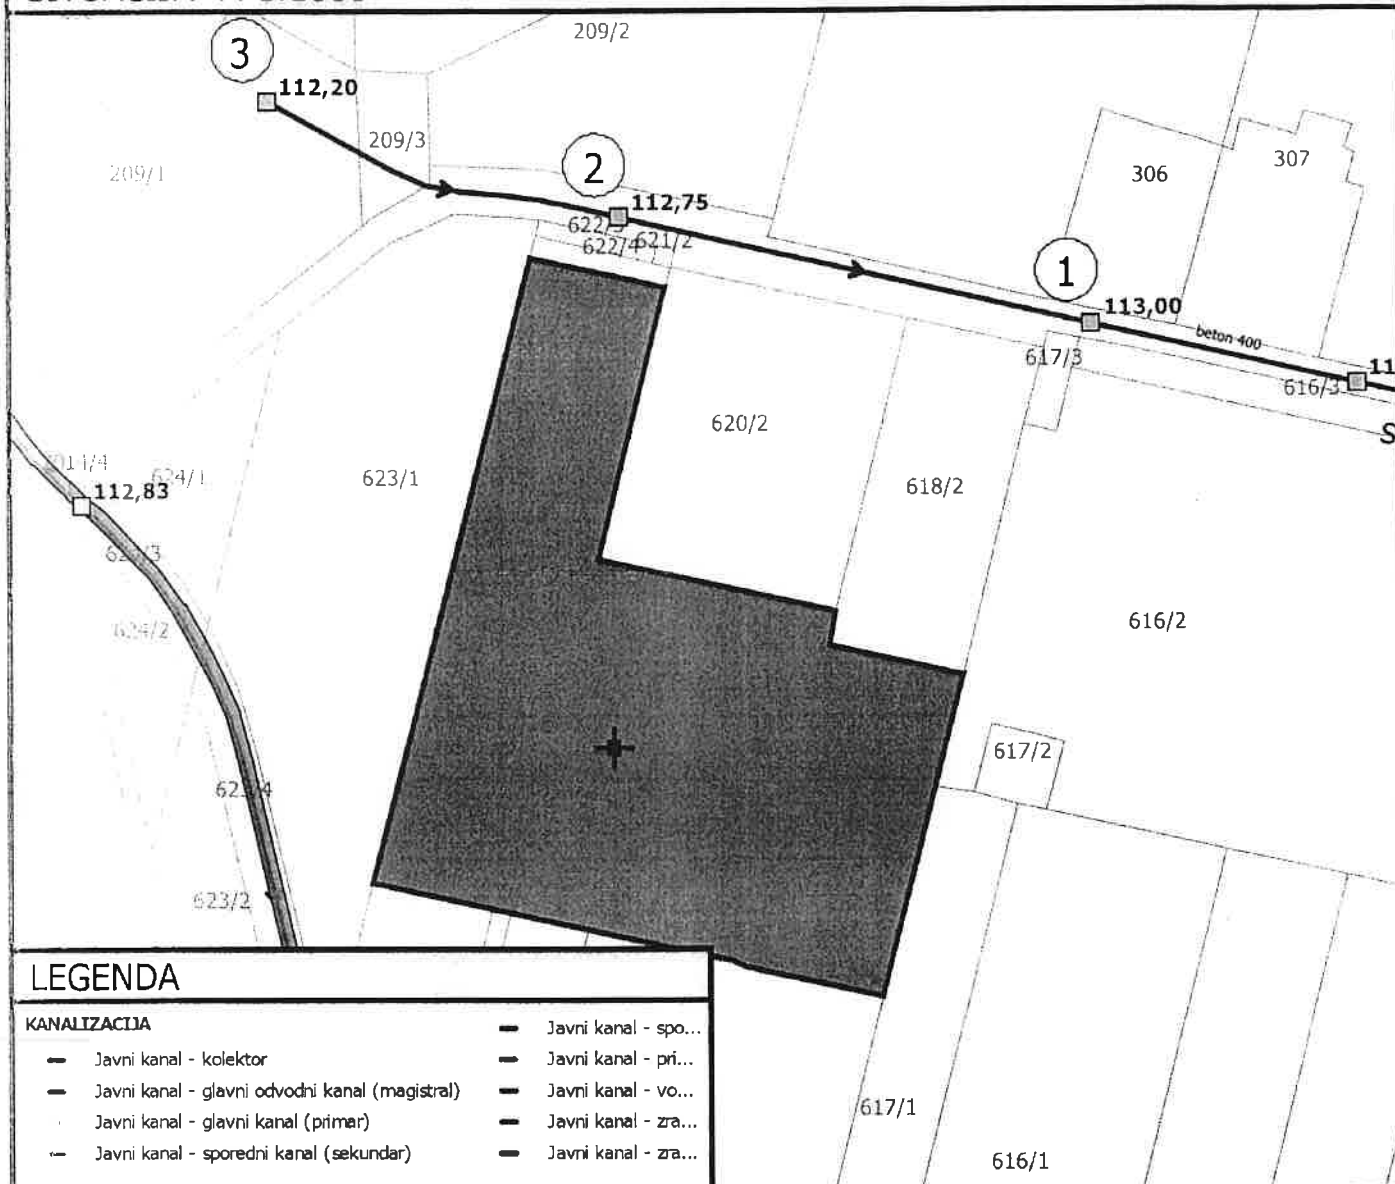 209/2
3
112,20
209/3
209/1
2
112,75
621/2
622/4
306
307
1
113,00
beton 400
617/3
616/3
11
S
620/2
618/2
623/1
624/1
112,83
624/2
616/2
617/2
623/2
LEGENDA
KANALIZACIJA
Javni kanal - kolektor
Javni kanal - glavni odvodni kanal (magistral)
Javni kanal - glavni kanal (primar)
Javni kanal - sporedni kanal (sekundar)
Javni kanal - spo...
Javni kanal - pri...
Javni kanal - vo...
Javni kanal - zra...
Javni kanal - zra...
617/1
616/1